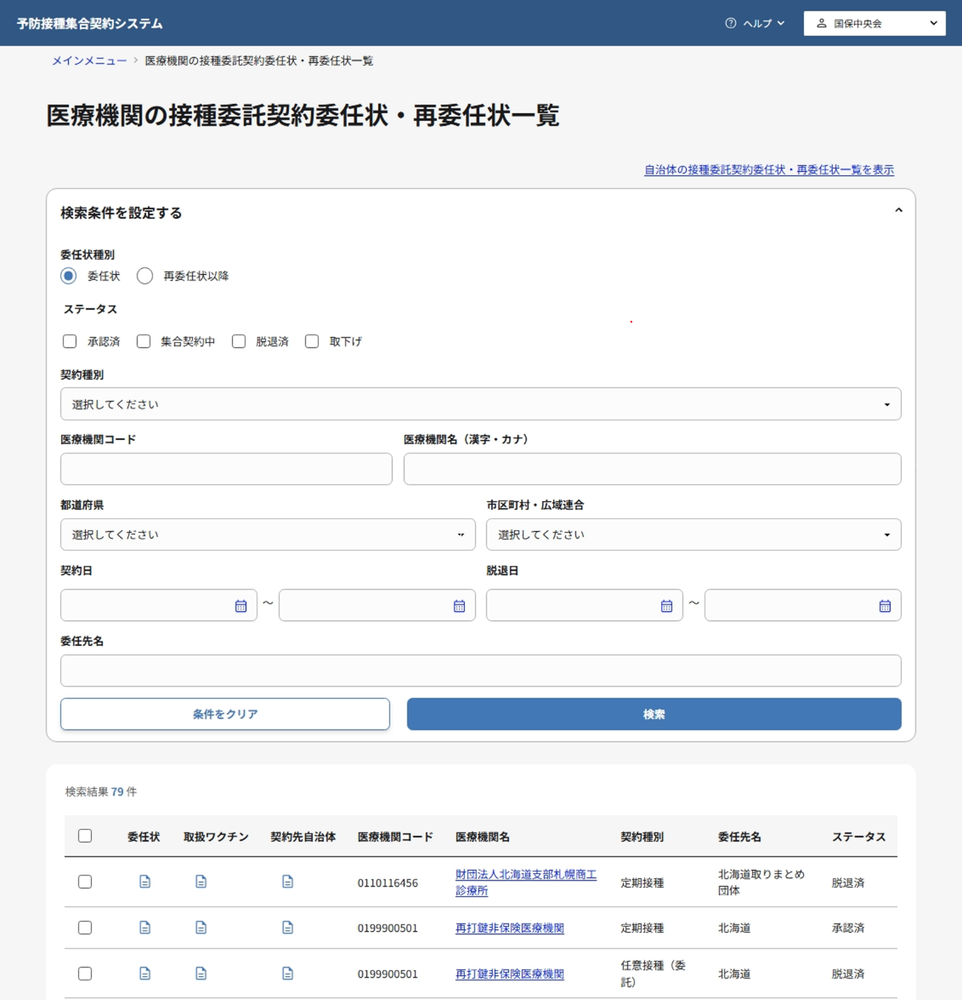 予防接種集合契約システム
ヘルプ
国保中央会
メインメニュー > 医療機関の接種委託契約委任状・再委任状一覧
医療機関の接種委託契約委任状・再委任状一覧
自治体の接種委託契約委任状・再委任状一覧を表示
検索条件を設定する
委任状種別
委任状 再委任状以降
ステータス
承認済 集合契約中 脱退済 取下げ
契約種別
選択してください
医療機関コード 医療機関名（漢字・カナ）
都道府県 市区町村・広域連合
選択してください 選択してください
契約日 脱退日
～ ～
委任先名
条件をクリア 検索
検索結果 79 件
委任状 取扱ワクチン 契約先自治体 医療機関コード 医療機関名 契約種別 委任先名 ステータス
0110116456 財団法人北海道支部札幌商工診療所 定期接種 北海道取りまとめ団体 脱退済
0199900501 再打鍵非保険医療機関 定期接種 北海道 承認済
0199900501 再打鍵非保険医療機関 任意接種（委託） 北海道 脱退済